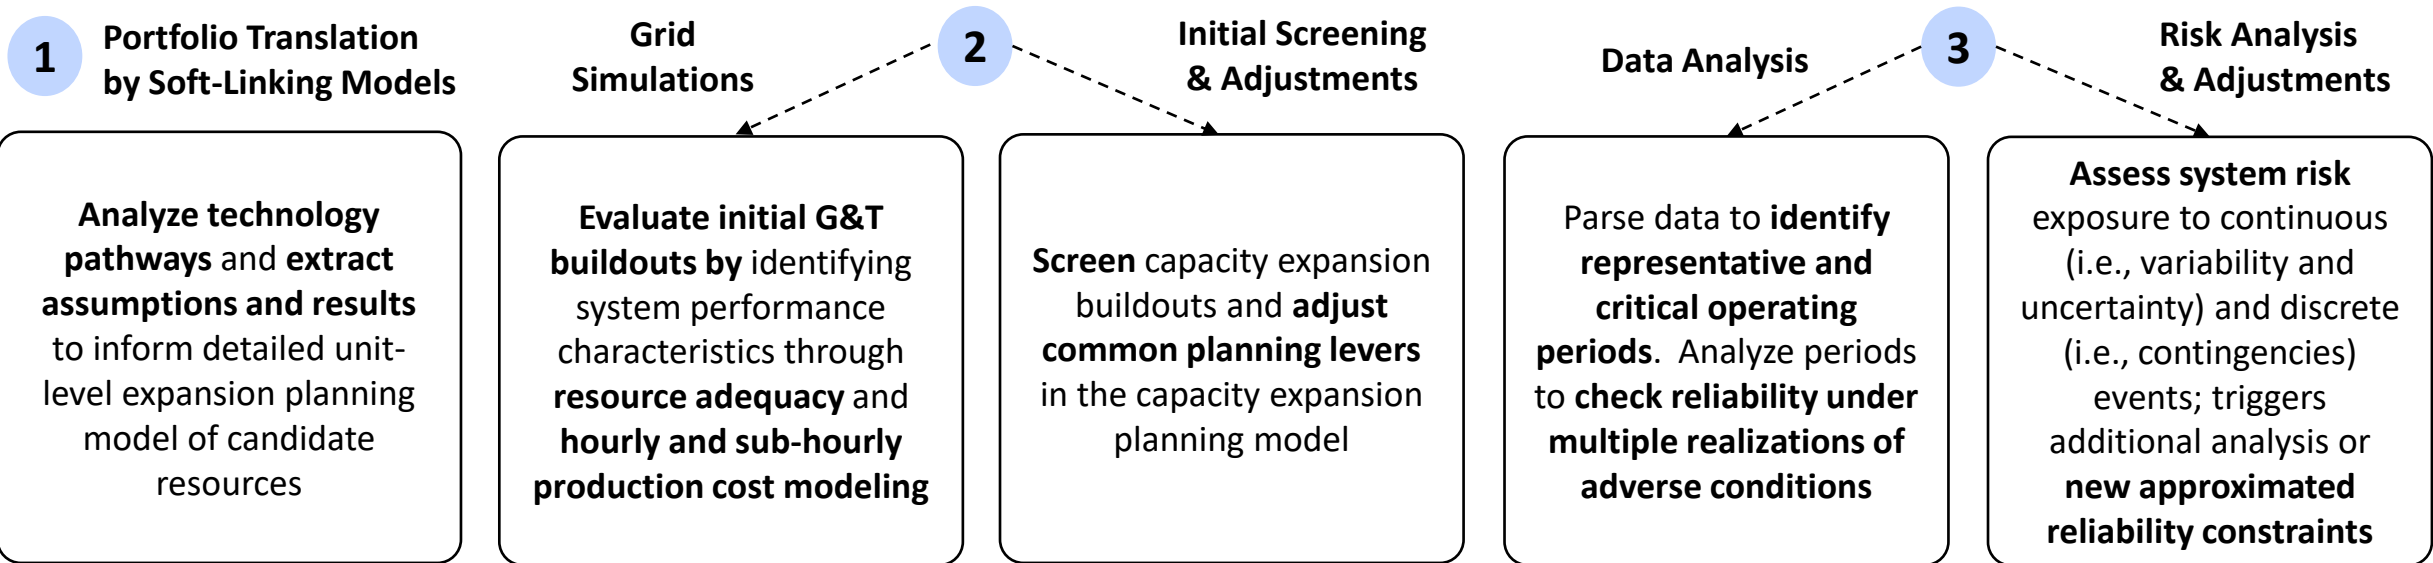 1
Portfolio Translation
by Soft-Linking Models
Analyze technology
pathways and extract
assumptions and results
to inform detailed unit-
level expansion planning
model of candidate
resources
2
Grid
Simulations
Evaluate initial G&T
buildouts by identifying
system performance
characteristics through
resource adequacy and
hourly and sub-hourly
production cost modeling
Initial Screening
& Adjustments
Screen capacity expansion
buildouts and adjust
common planning levers
in the capacity expansion
planning model
3
Data Analysis
Parse data to identify
representative and
critical operating
periods.  Analyze periods
to check reliability under
multiple realizations of
adverse conditions
Risk Analysis
& Adjustments
Assess system risk
exposure to continuous
(i.e., variability and
uncertainty) and discrete
(i.e., contingencies)
events; triggers
additional analysis or
new approximated
reliability constraints